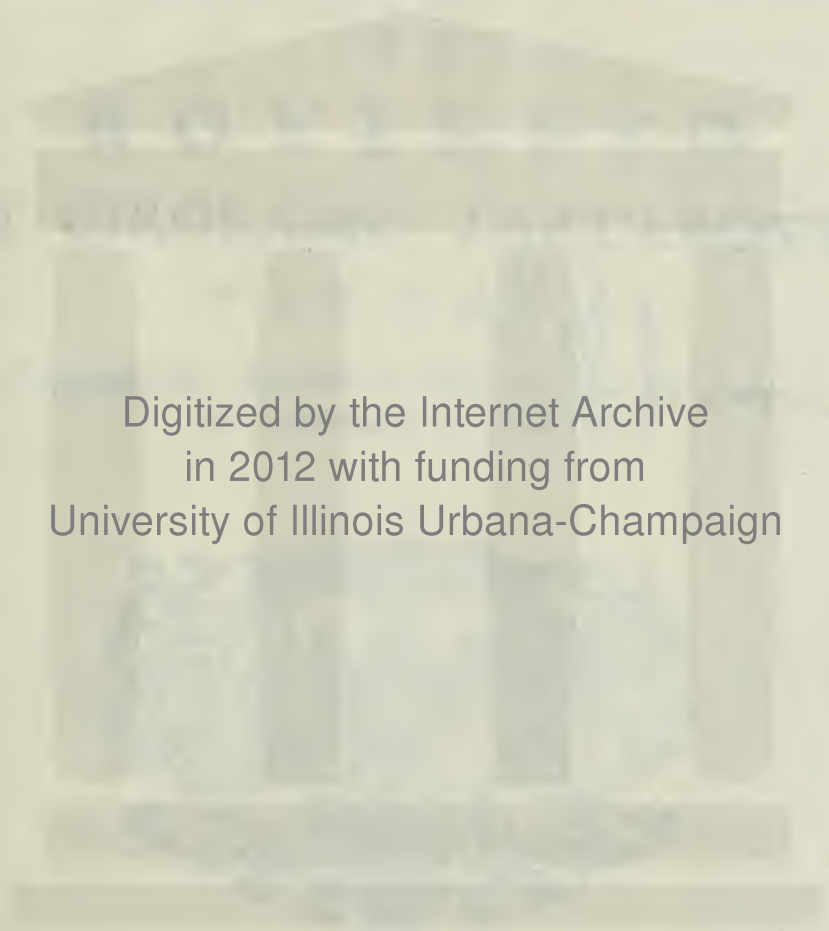 Digitized by the Internet Archive
in 2012 with funding from
University of Illinois Urbana-Champaign